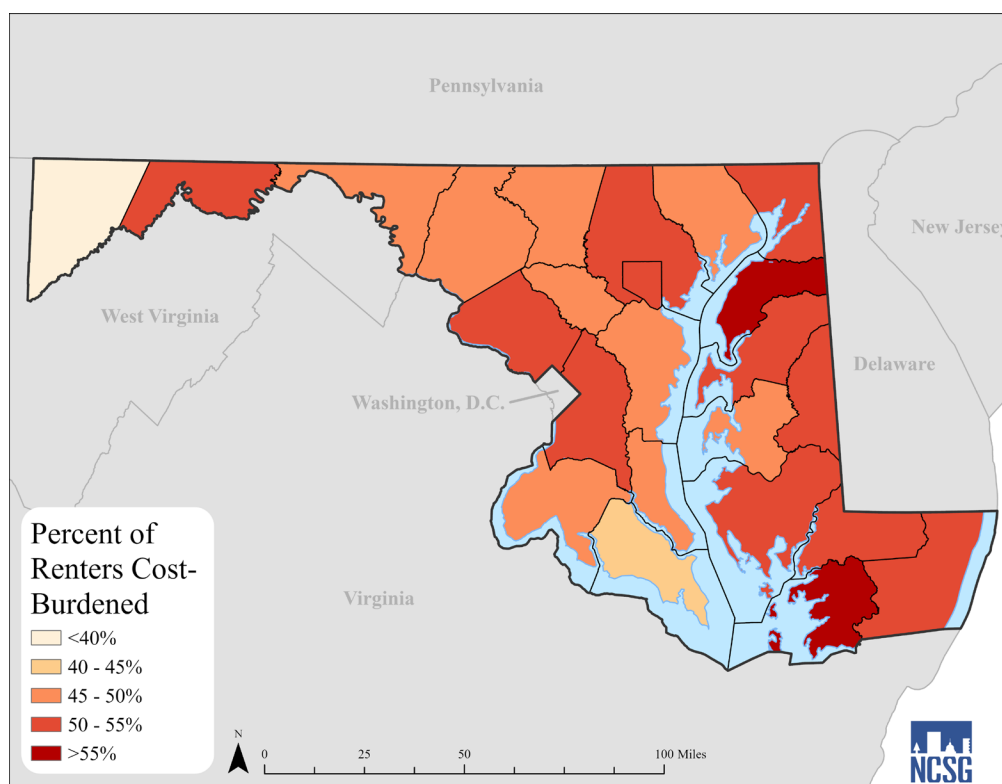 Pennsylvania
New Jersey
West Virginia
Delaware
Washington, D.C.
Virginia
Percent of
Renters Cost-
Burdened
<40%
40 - 45%
45 - 50%
50 - 55%
>55%
N
0 25 50 100 Miles
NCSG